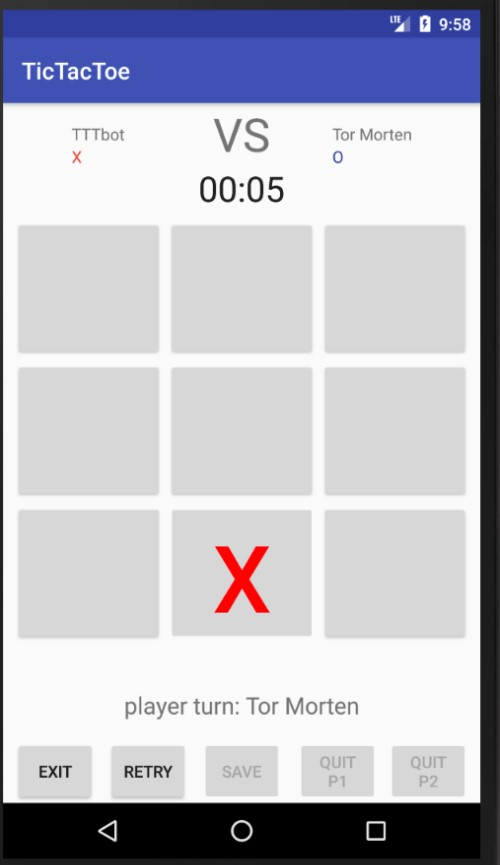 LTE 9:58
TicTacToe
TTTbot VS Tor Morten
X O
00:05
X
player turn: Tor Morten
EXIT RETRY SAVE QUIT P1 QUIT P2